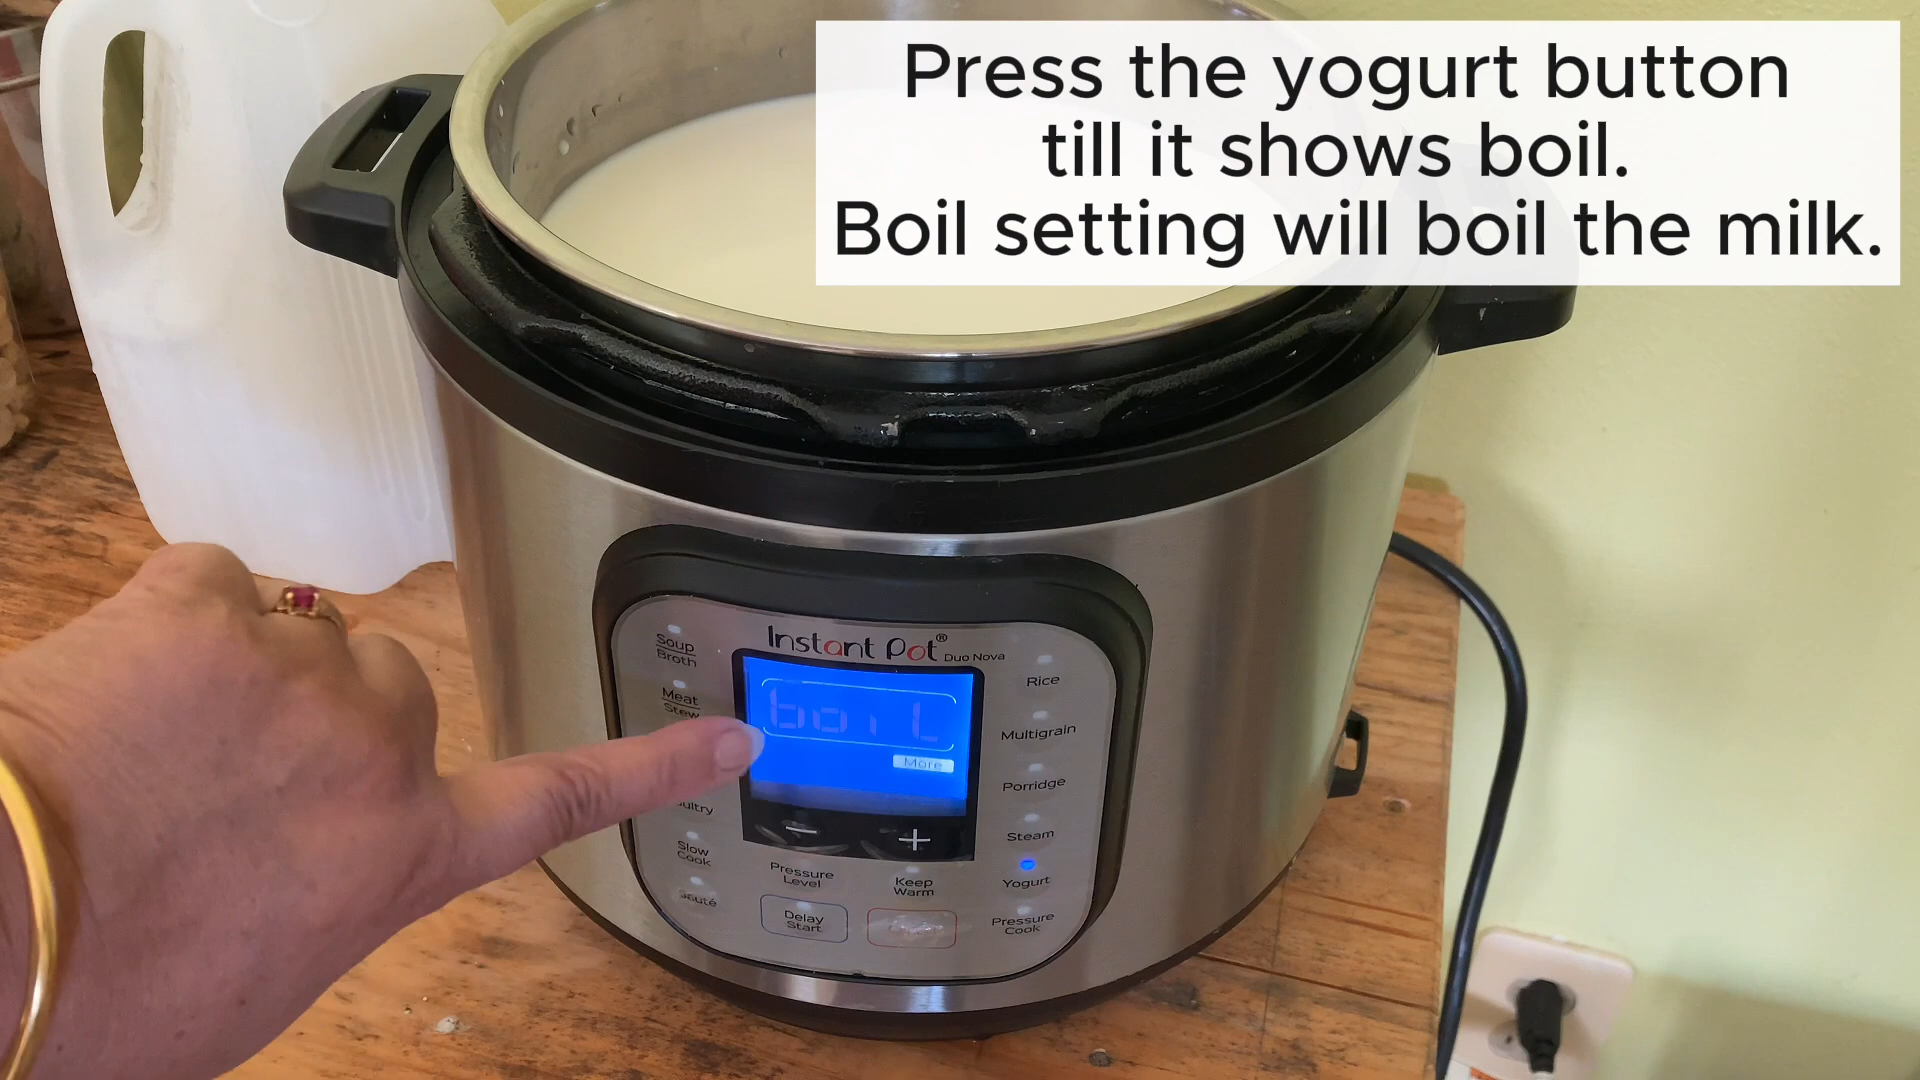 Press the yogurt button
till it shows boil.
Boil setting will boil the milk.
Instant Pot®
Duo Nova
boiL
More
Soup
Broth
Meat
Stew
Slow
Cook
Sauté
Rice
Multigrain
Porridge
Steam
Yogurt
Pressure
Cook
− +
Pressure
Level
Keep
Warm
Delay
Start